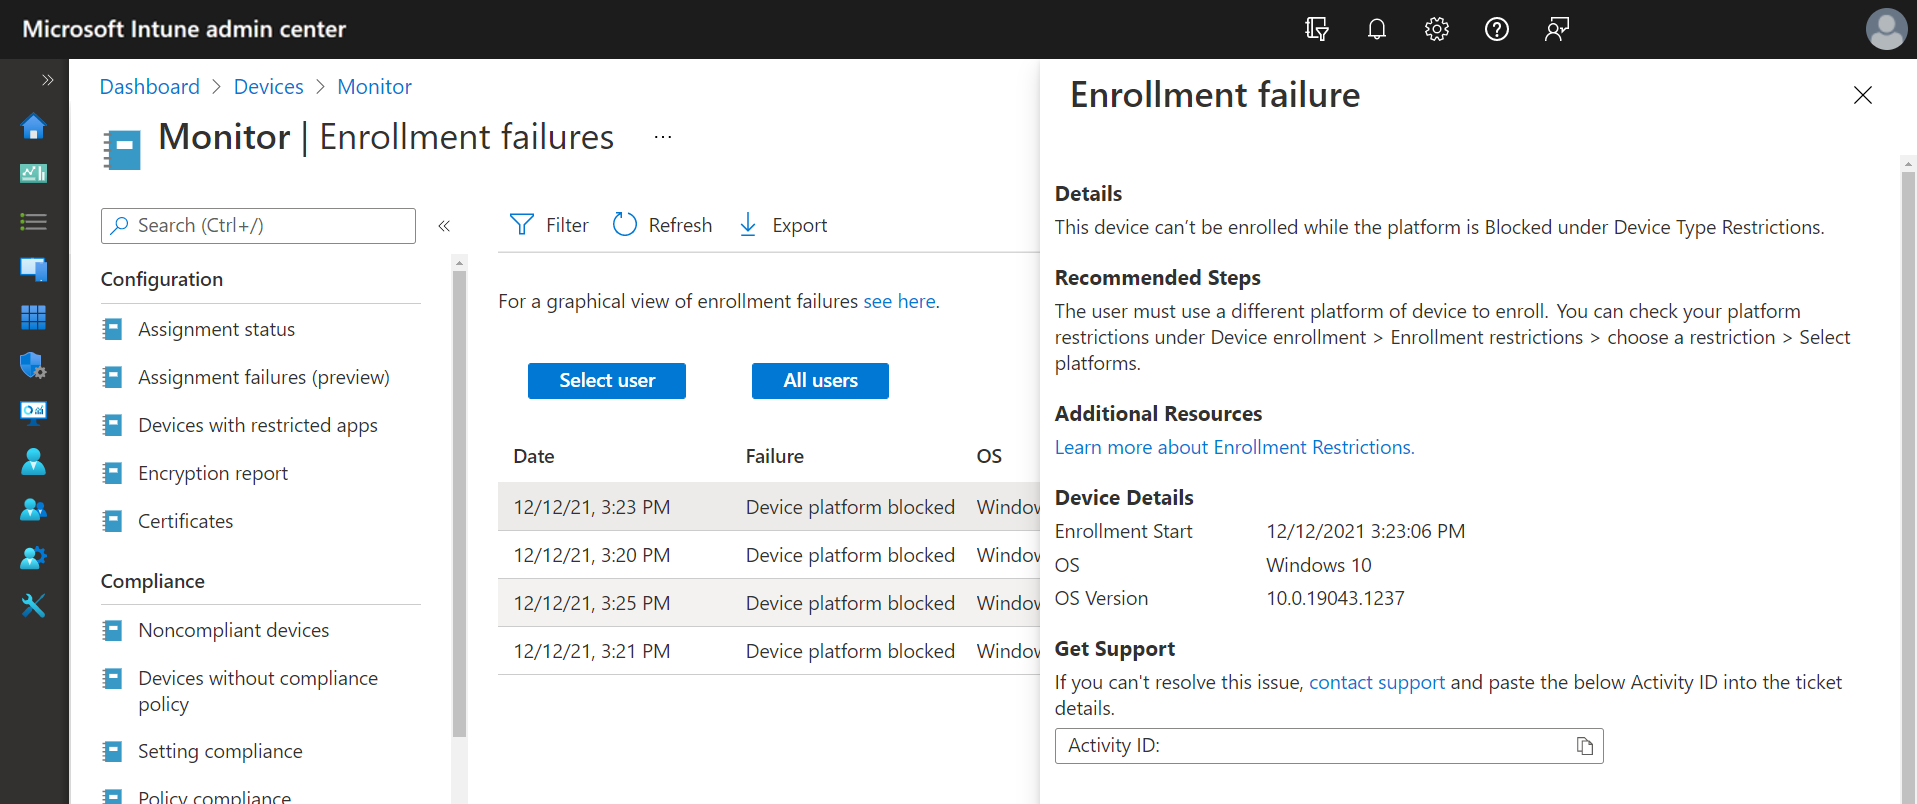 Microsoft Intune admin center
Dashboard > Devices > Monitor
Monitor | Enrollment failures ...
Search (Ctrl+/)
Configuration
Assignment status
Assignment failures (preview)
Devices with restricted apps
Encryption report
Certificates
Compliance
Noncompliant devices
Devices without compliance
policy
Setting compliance
Policy compliance
Filter Refresh Export
For a graphical view of enrollment failures see here.
Select user All users
Date Failure OS
12/12/21, 3:23 PM Device platform blocked Window
12/12/21, 3:20 PM Device platform blocked Window
12/12/21, 3:25 PM Device platform blocked Window
12/12/21, 3:21 PM Device platform blocked Window
Enrollment failure
Details
This device can’t be enrolled while the platform is Blocked under Device Type Restrictions.
Recommended Steps
The user must use a different platform of device to enroll. You can check your platform
restrictions under Device enrollment > Enrollment restrictions > choose a restriction > Select
platforms.
Additional Resources
Learn more about Enrollment Restrictions.
Device Details
Enrollment Start 12/12/2021 3:23:06 PM
OS Windows 10
OS Version 10.0.19043.1237
Get Support
If you can't resolve this issue, contact support and paste the below Activity ID into the ticket
details.
Activity ID: